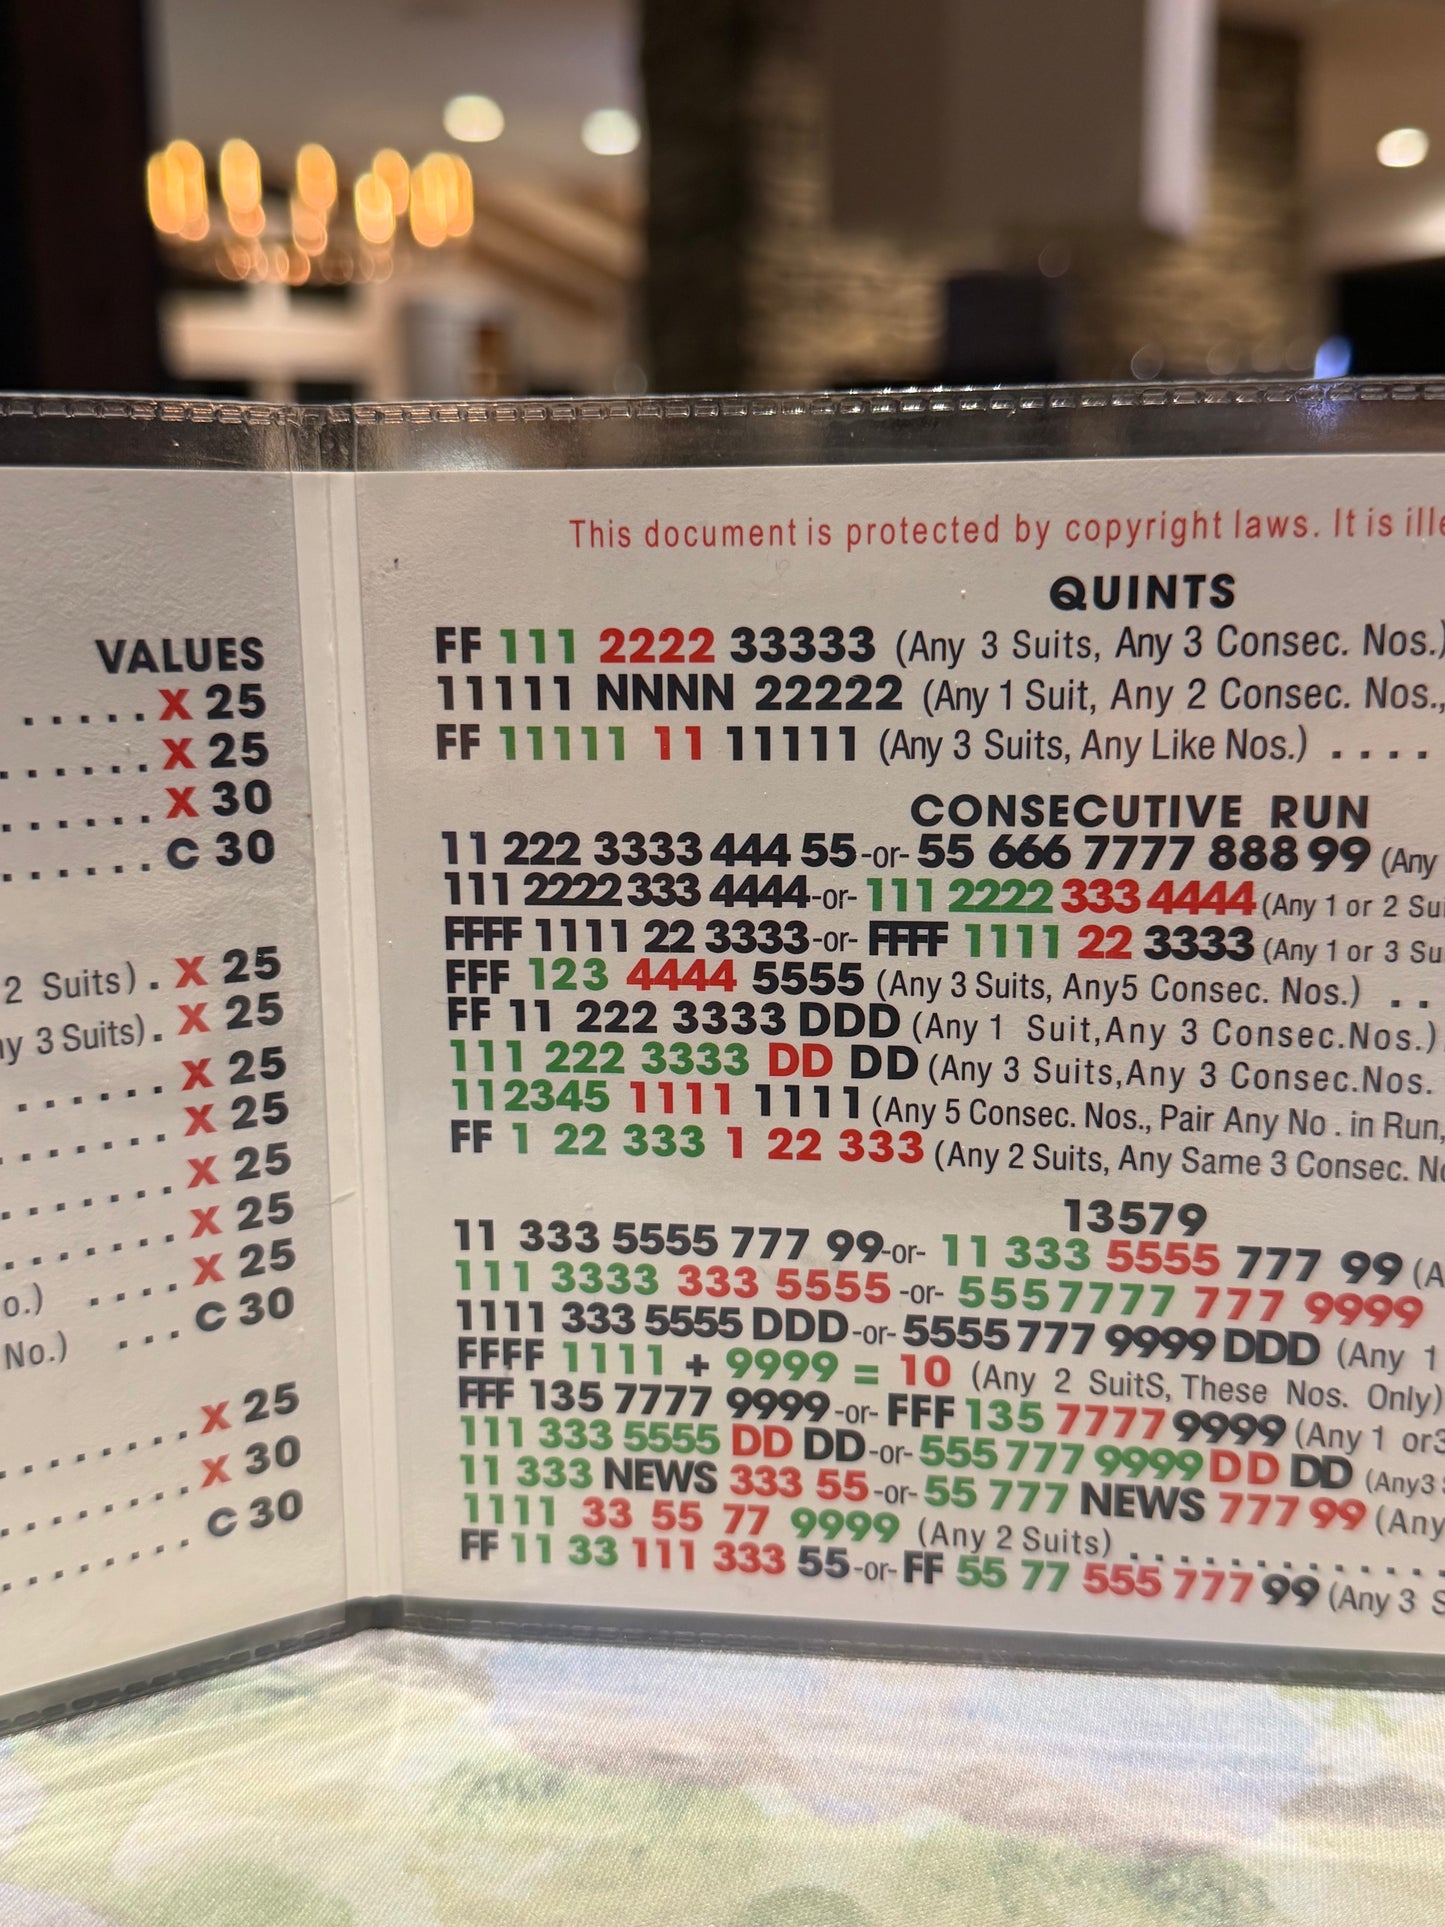 VALUES
.....X 25
......X 25
......X 30
......C 30
2 Suits). X 25
ny 3 Suits). X 25
...... X 25
....... X 25
....... X 25
....... X 25
o.) .... X 25
No.) ... C 30
........ X 25
........ X 30
....... C 30
This document is protected by copyright laws. It is ille
QUINTS
FF 111 2222 33333 (Any 3 Suits, Any 3 Consec. Nos.)
11111 NNNN 22222 (Any 1 Suit, Any 2 Consec. Nos.,
FF 11111 11 11111 (Any 3 Suits, Any Like Nos.) ....
CONSECUTIVE RUN
11 222 3333 444 55 -or- 55 666 7777 888 99 (Any
111 2222 333 4444 -or- 111 2222 333 4444 (Any 1 or 2 Sui
FFFF 1111 22 3333 -or- FFFF 1111 22 3333 (Any 1 or 3 Su
FFF 123 4444 5555 (Any 3 Suits, Any5 Consec. Nos.) ..
FF 11 222 3333 DDD (Any 1 Suit,Any 3 Consec.Nos.)
111 222 3333 DD DD (Any 3 Suits,Any 3 Consec.Nos.
112345 1111 1111 (Any 5 Consec. Nos., Pair Any No . in Run,
FF 1 22 333 1 22 333 (Any 2 Suits, Any Same 3 Consec. No
13579
11 333 5555 777 99 -or- 11 333 5555 777 99 (A
111 3333 333 5555 -or- 555 7777 777 9999
1111 333 5555 DDD -or- 5555 777 9999 DDD (Any 1
FFFF 1111 + 9999 = 10 (Any 2 SuitS, These Nos. Only)
FFF 135 7777 9999 -or- FFF 135 7777 9999 (Any 1 or3
111 333 5555 DD DD -or- 555 777 9999 DD DD (Any3
11 333 NEWS 333 55 -or- 55 777 NEWS 777 99 (Any
1111 33 55 77 9999 (Any 2 Suits) ..............
FF 11 33 111 333 55 -or- FF 55 77 555 777 99 (Any 3 S